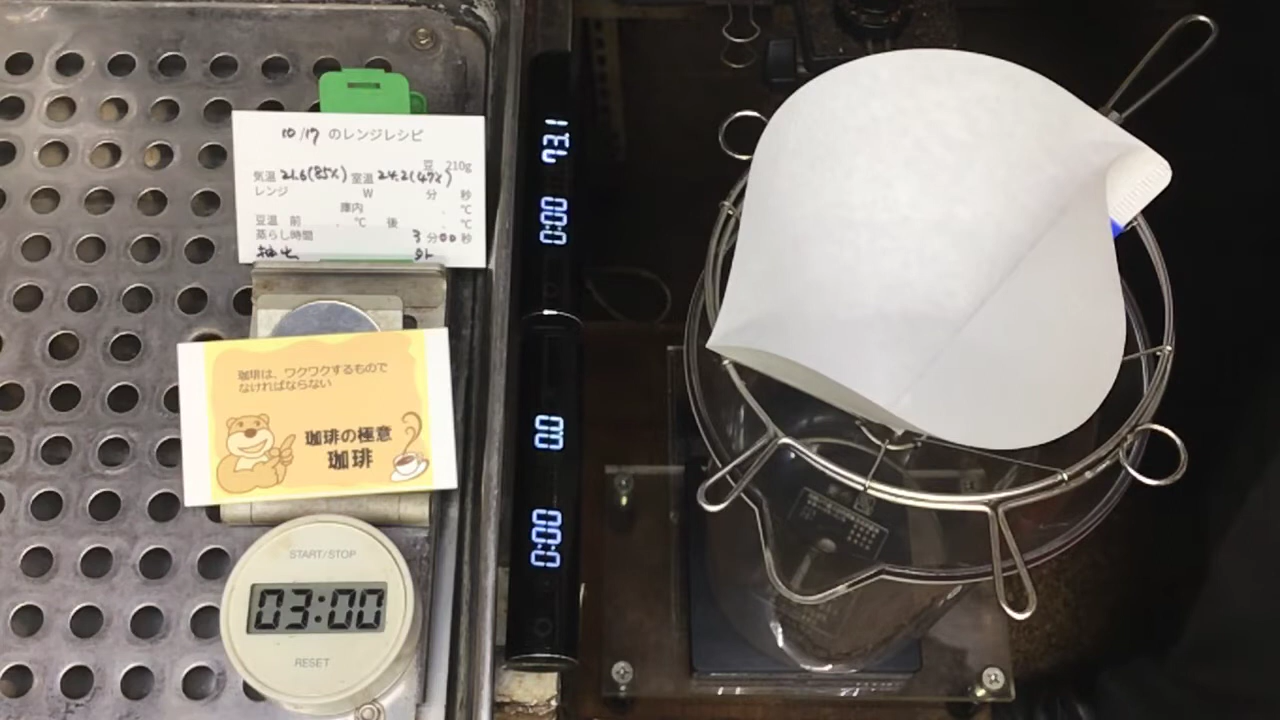 10/17 のレンジレシピ
豆 210g
気温 21.6(85%) 室温 24.2(47%)
レンジ W 分 秒
庫内 . ℃
豆温 前 . ℃ 後 . ℃
蒸らし時間 3 分 00 秒
抽出 外
珈琲は、ワクワクするもので
なければならない
珈琲の極意
珈琲
START/STOP
03:00
RESET
73.1
0:00
0.0
0:00